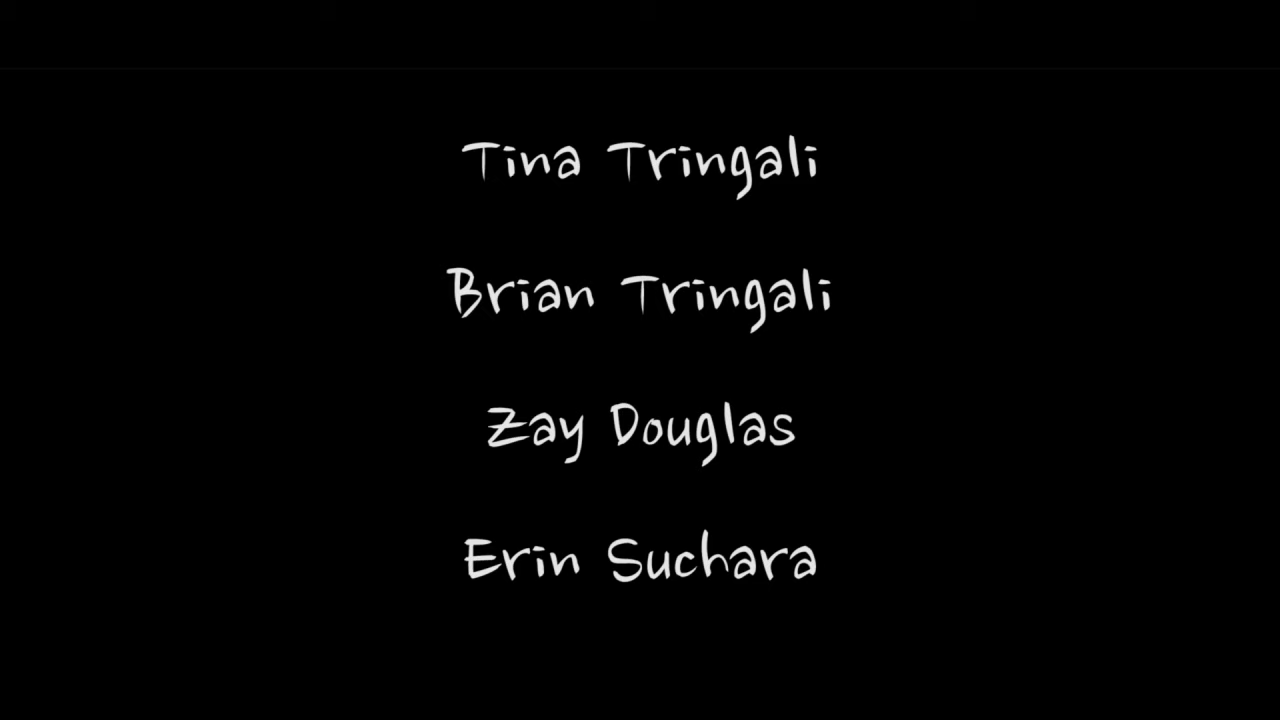 Tina Tringali
Brian Tringali
Zay Douglas
Erin Suchara